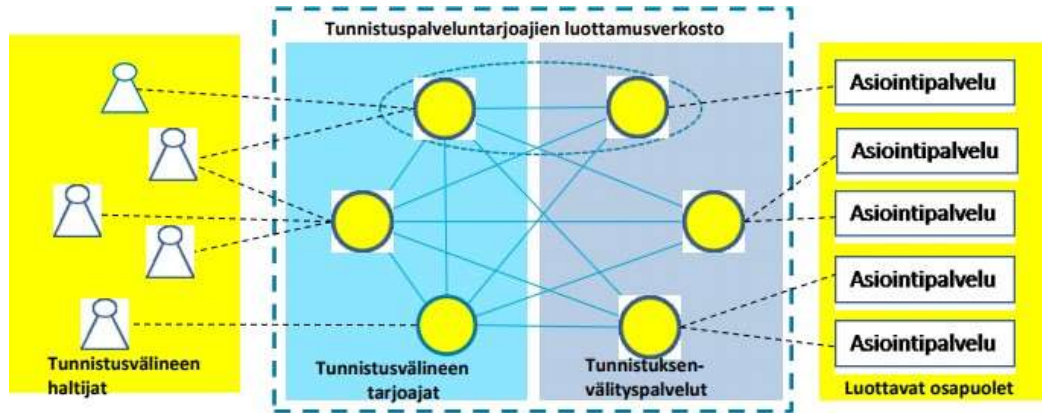 Tunnistuspalveluntarjoajien luottamusverkosto
Asiointipalvelu
Asiointipalvelu
Asiointipalvelu
Asiointipalvelu
Asiointipalvelu
Tunnistusvälineen
haltijat
Tunnistusvälineen
tarjoajat
Tunnistuksen-
välityspalvelut
Luottavat osapuolet